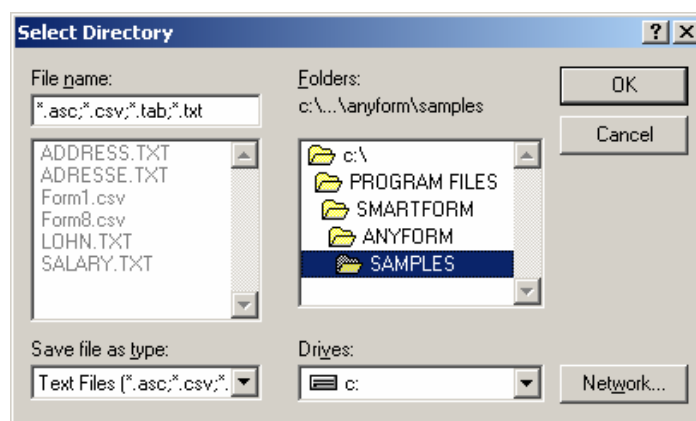 Select Directory
File name:
*.asc;*.csv;*.tab;*.txt
ADDRESS.TXT
ADRESSE.TXT
Form1.csv
Form8.csv
LOHN.TXT
SALARY.TXT
Save file as type:
Text Files (*.asc;*.csv;*.
Folders:
c:\...\anyform\samples
c:\
PROGRAM FILES
SMARTFORM
ANYFORM
SAMPLES
Drives:
c:
OK
Cancel
Network...